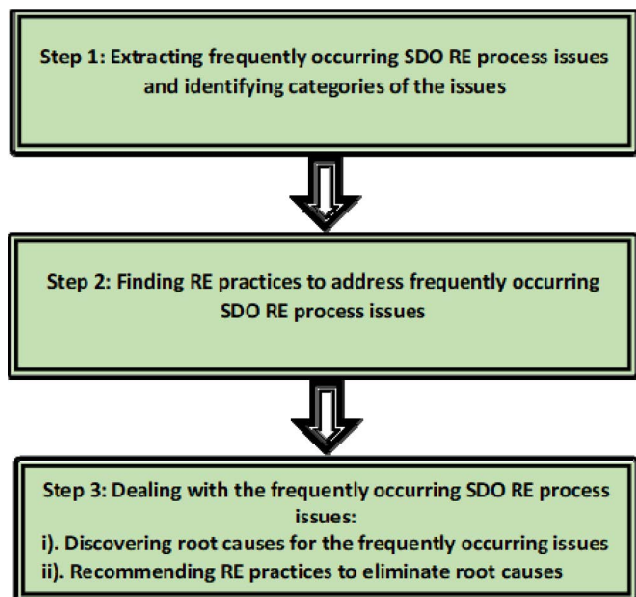 Step 1: Extracting frequently occurring SDO RE process issues
and identifying categories of the issues
Step 2: Finding RE practices to address frequently occurring
SDO RE process issues
Step 3: Dealing with the frequently occurring SDO RE process
issues:
i). Discovering root causes for the frequently occurring issues
ii). Recommending RE practices to eliminate root causes